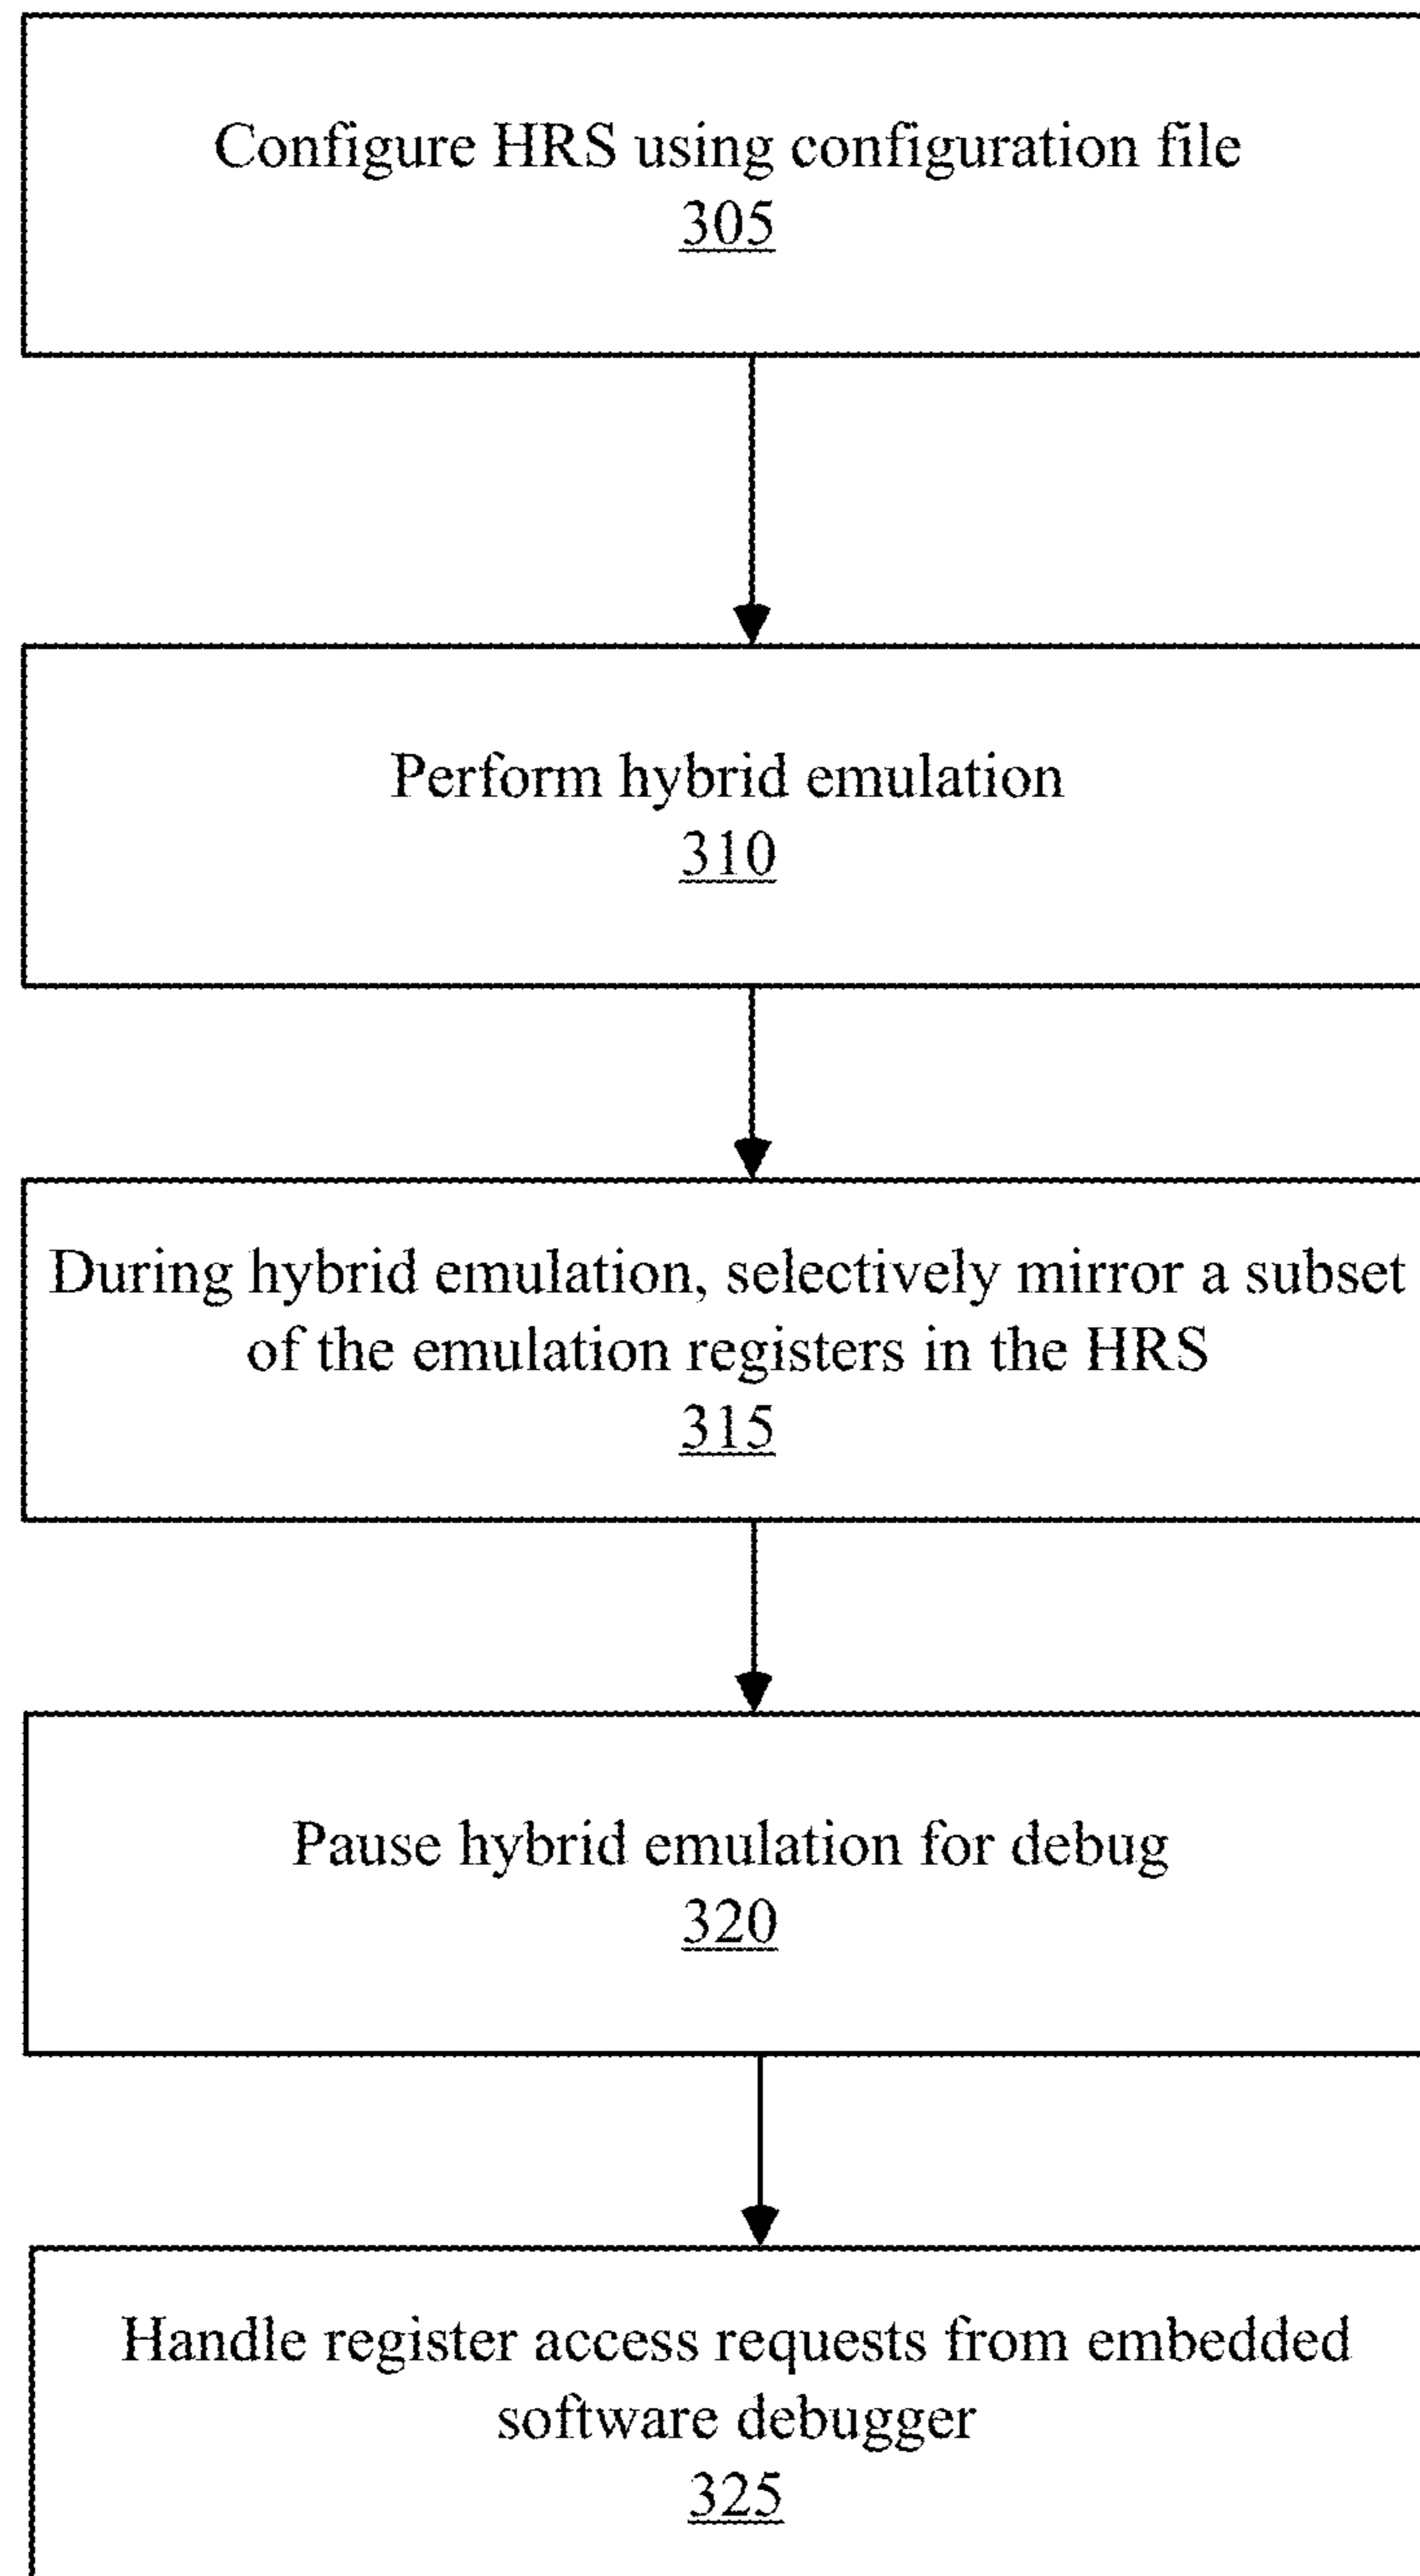 Configure HRS using configuration file
305
Perform hybrid emulation
310
During hybrid emulation, selectively mirror a subset
of the emulation registers in the HRS
315
Pause hybrid emulation for debug
320
Handle register access requests from embedded
software debugger
325